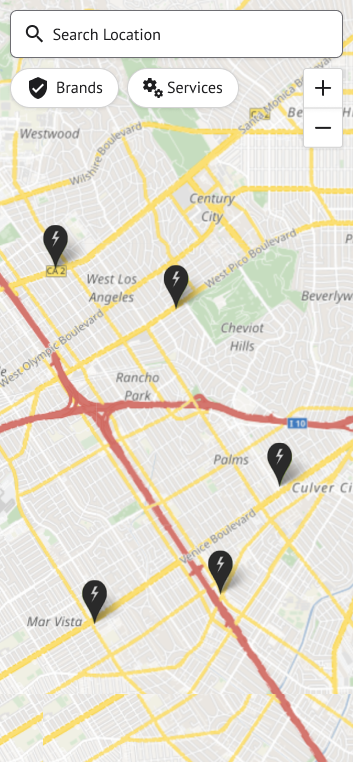 Search Location
Brands
Services
Santa Monica Boulevard
Be
Westwood
Wilshire Boulevard
Century
City
West Pico Boulevard
P
CA 2
West Los
Angeles
Beverlyw
West Olympic Boulevard
Cheviot
Hills
e
Rancho
Park
I 10
Palms
Culver Ci
Venice Boulevard
Mar Vista